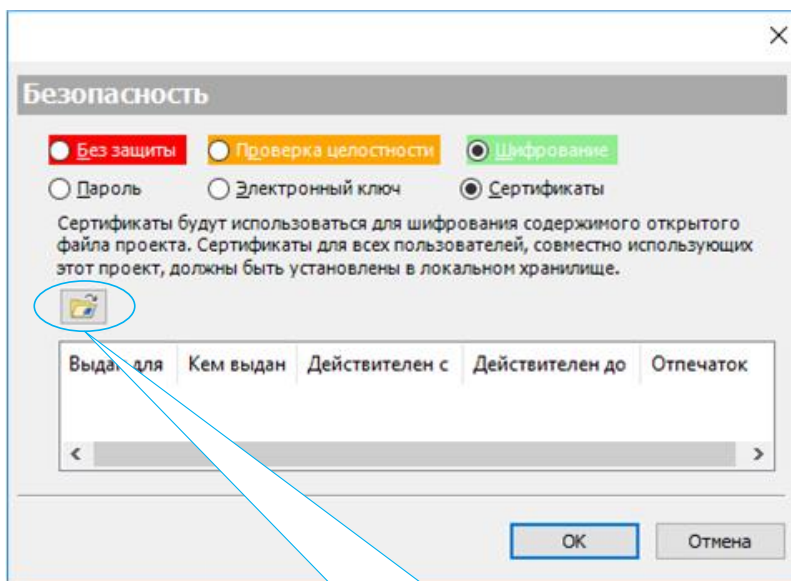 Безопасность
Без защиты Проверка целостности Шифрование
Пароль Электронный ключ Сертификаты
Сертификаты будут использоваться для шифрования содержимого открытого
файла проекта. Сертификаты для всех пользователей, совместно использующих
этот проект, должны быть установлены в локальном хранилище.
Выдан для Кем выдан Действителен с Действителен до Отпечаток
ОК Отмена